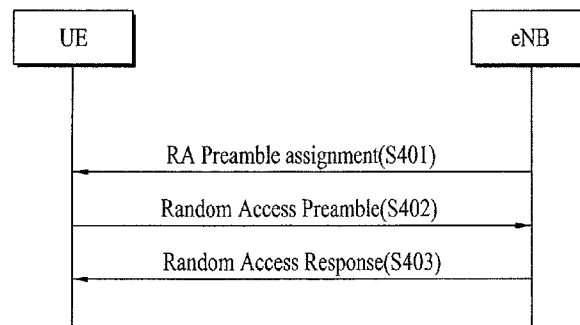 UE
eNB
RA Preamble assignment(S401)
Random Access Preamble(S402)
Random Access Response(S403)